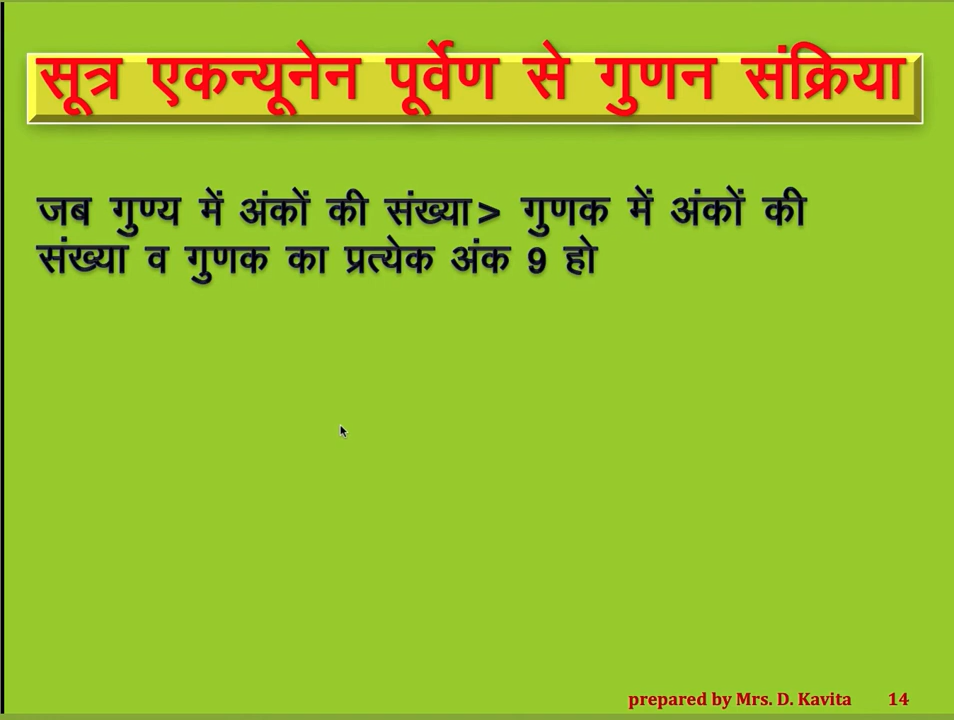 सूत्र एकन्यूनेन पूर्वेण से गुणन संक्रिया
जब गुण्य में अंकों की संख्या> गुणक में अंकों की
संख्या व गुणक का प्रत्येक अंक 9 हो
prepared by Mrs. D. Kavita 14